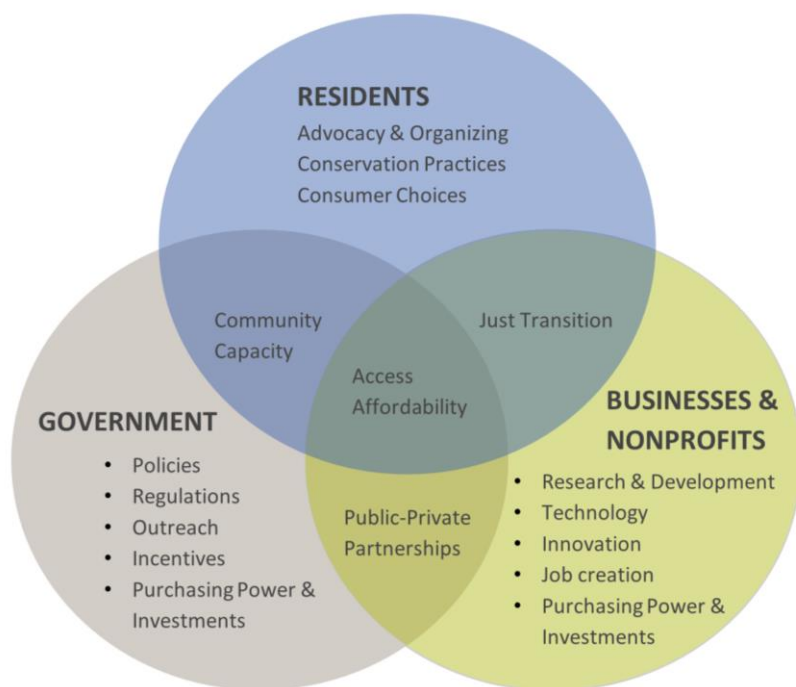 RESIDENTS
Advocacy & Organizing
Conservation Practices
Consumer Choices
Community
Capacity
Just Transition
Access
Affordability
GOVERNMENT
• Policies
• Regulations
• Outreach
• Incentives
• Purchasing Power &
Investments
BUSINESSES &
NONPROFITS
• Research & Development
• Technology
• Innovation
• Job creation
• Purchasing Power &
Investments
Public-Private
Partnerships